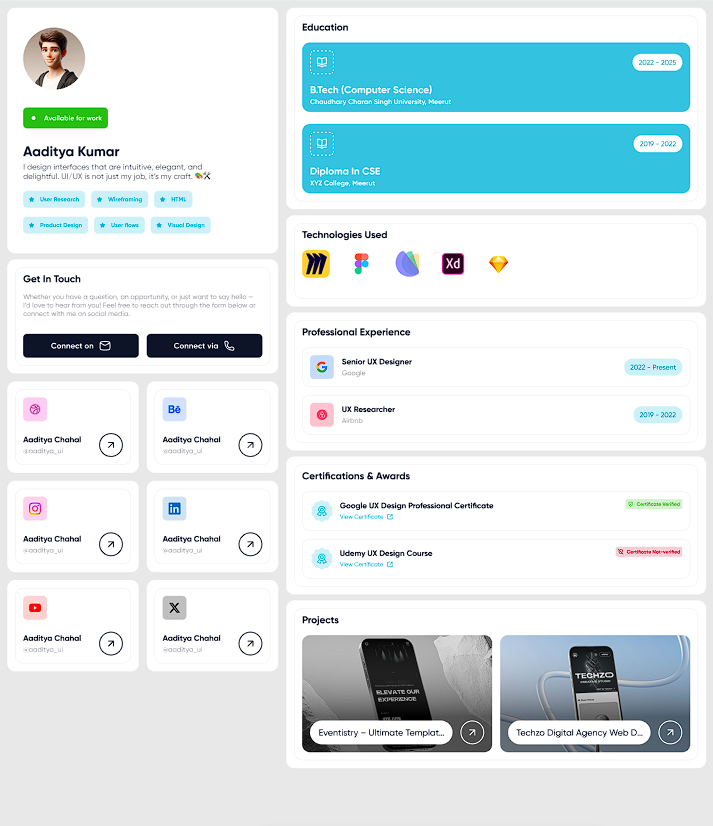 Available for work
Aaditya Kumar
I design interfaces that are intuitive, elegant, and
delightful. UI/UX is not just my job, it's my craft. 🎨🛠️
User Research
Wireframing
HTML
Product Design
User flows
Visual Design
Get In Touch
Whether you have a question, an opportunity, or just want to say hello —
I'd love to hear from you! Feel free to reach out through the form below or
connect with me on social media.
Connect on
Connect via
Aaditya Chahal
@aaditya_ui
Bē
Aaditya Chahal
@aaditya_ui
Aaditya Chahal
@aaditya_ui
in
Aaditya Chahal
@aaditya_ui
Aaditya Chahal
@aaditya_ui
X
Aaditya Chahal
@aaditya_ui
Education
2022 - 2025
B.Tech (Computer Science)
Chaudhary Charan Singh University, Meerut
2019 - 2022
Diploma In CSE
XYZ College, Meerut
Technologies Used
Xd
Professional Experience
G
Senior UX Designer
Google
2022 - Present
UX Researcher
Airbnb
2019 - 2022
Certifications & Awards
Google UX Design Professional Certificate
View Certificate
Certificate Verified
Udemy UX Design Course
View Certificate
Certificate Not-verified
Projects
ELEVATE OUR
EXPERIENCE
Eventistry – Ultimate Templat...
TECHZO
CREATIVE STUDIO
Techzo Digital Agency Web D...